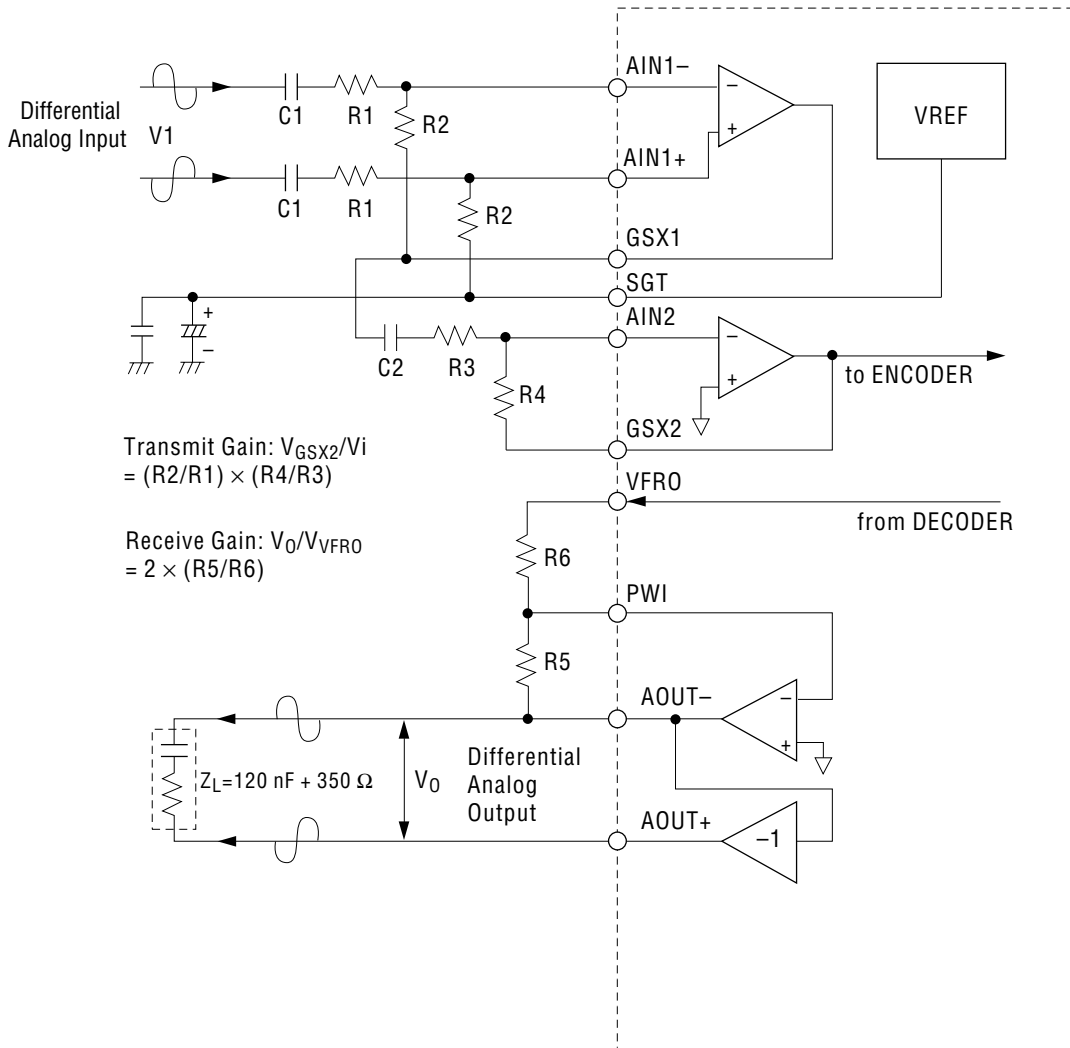 AIN1–
Differential
Analog Input
V1
C1
R1
R2
–
+
VREF
AIN1+
C1
R1
R2
GSX1
SGT
+
–
AIN2
C2
R3
R4
–
+
to ENCODER
GSX2
Transmit Gain: VGSX2/Vi
= (R2/R1) × (R4/R3)
VFRO
from DECODER
Receive Gain: VO/VVFRO
= 2 × (R5/R6)
R6
PWI
R5
AOUT–
–
+
ZL=120 nF + 350 Ω
VO
Differential
Analog
Output
AOUT+
–1